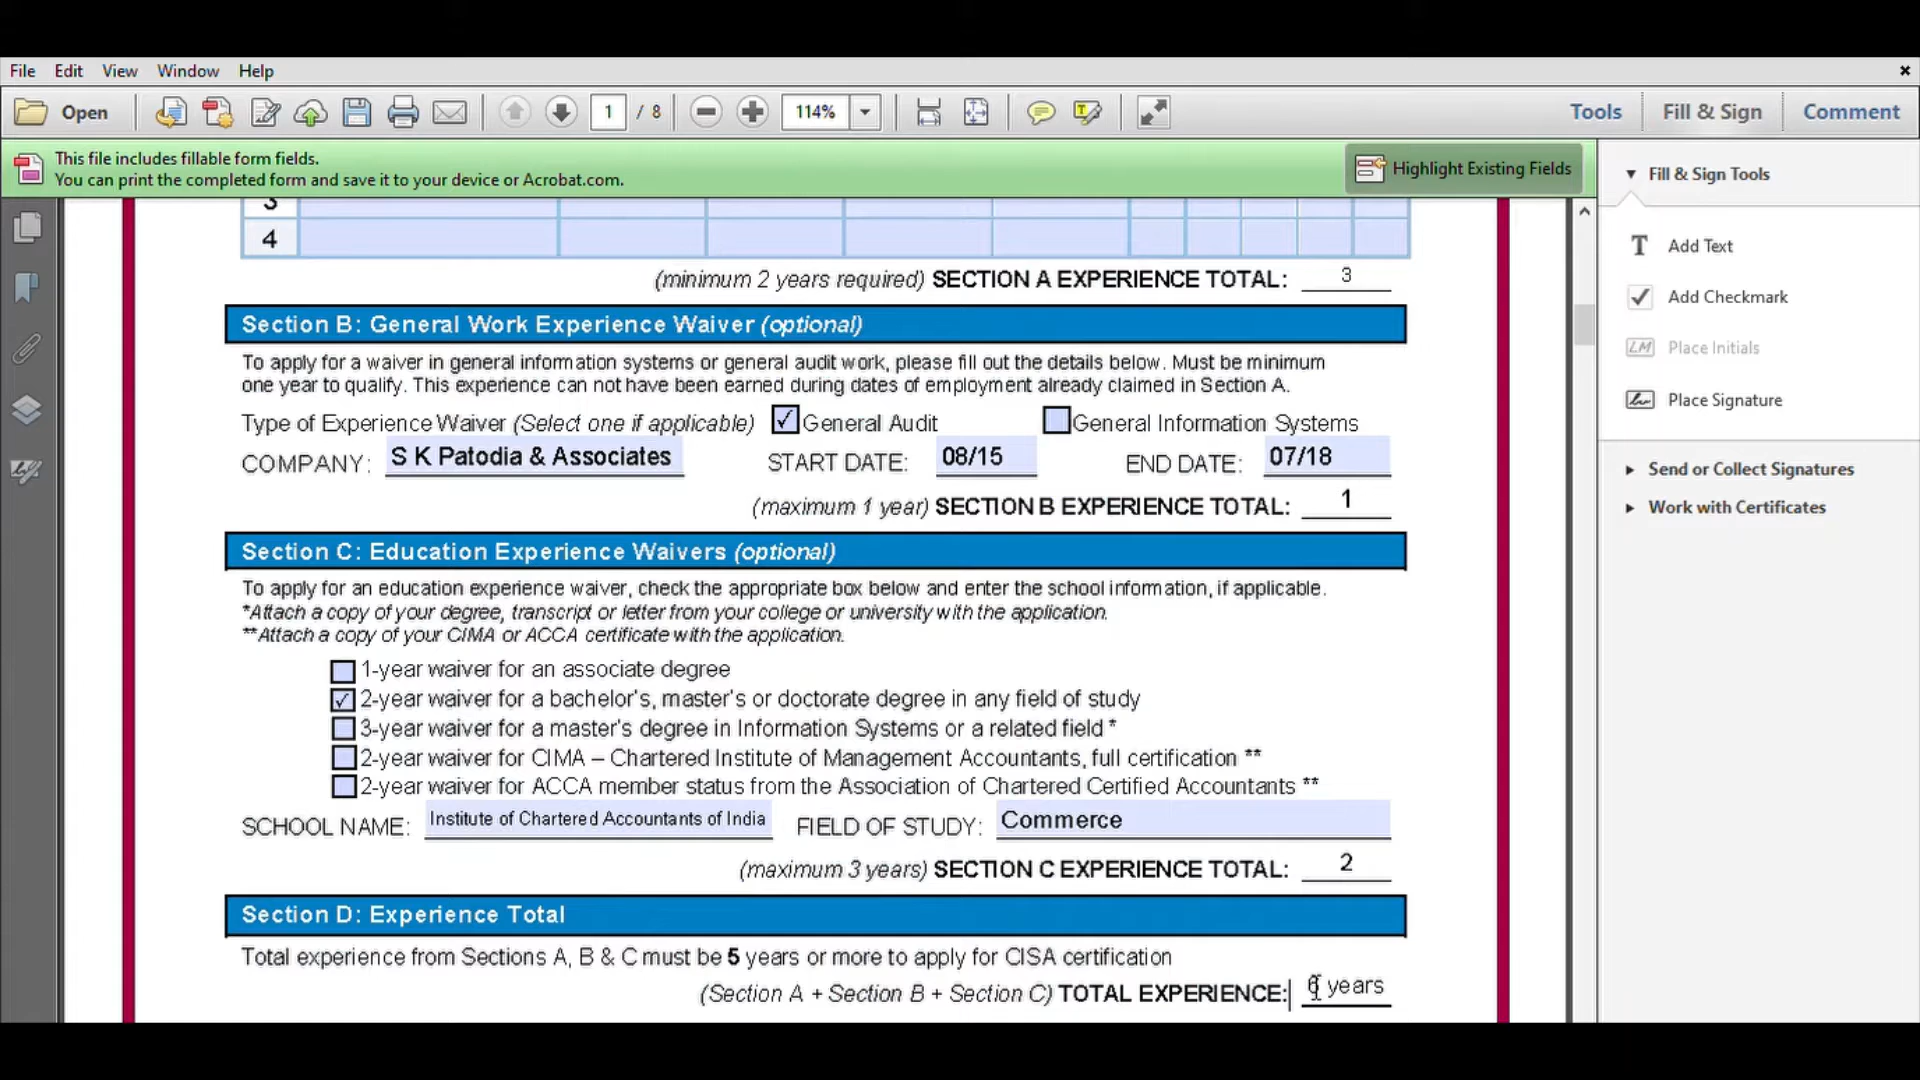 File Edit View Window Help
Open 1 / 8 114% Tools Fill & Sign Comment
This file includes fillable form fields.
You can print the completed form and save it to your device or Acrobat.com.
Highlight Existing Fields
Fill & Sign Tools
Add Text
Add Checkmark
Place Initials
Place Signature
Send or Collect Signatures
Work with Certificates
3
4
(minimum 2 years required) SECTION A EXPERIENCE TOTAL: 3
Section B: General Work Experience Waiver (optional)
To apply for a waiver in general information systems or general audit work, please fill out the details below. Must be minimum
one year to qualify. This experience can not have been earned during dates of employment already claimed in Section A.
Type of Experience Waiver (Select one if applicable) General Audit General Information Systems
COMPANY: S K Patodia & Associates START DATE: 08/15 END DATE: 07/18
(maximum 1 year) SECTION B EXPERIENCE TOTAL: 1
Section C: Education Experience Waivers (optional)
To apply for an education experience waiver, check the appropriate box below and enter the school information, if applicable.
*Attach a copy of your degree, transcript or letter from your college or university with the application.
**Attach a copy of your CIMA or ACCA certificate with the application.
1-year waiver for an associate degree
2-year waiver for a bachelor's, master's or doctorate degree in any field of study
3-year waiver for a master's degree in Information Systems or a related field *
2-year waiver for CIMA – Chartered Institute of Management Accountants, full certification **
2-year waiver for ACCA member status from the Association of Chartered Certified Accountants **
SCHOOL NAME: Institute of Chartered Accountants of India FIELD OF STUDY: Commerce
(maximum 3 years) SECTION C EXPERIENCE TOTAL: 2
Section D: Experience Total
Total experience from Sections A, B & C must be 5 years or more to apply for CISA certification
(Section A + Section B + Section C) TOTAL EXPERIENCE: 6 years